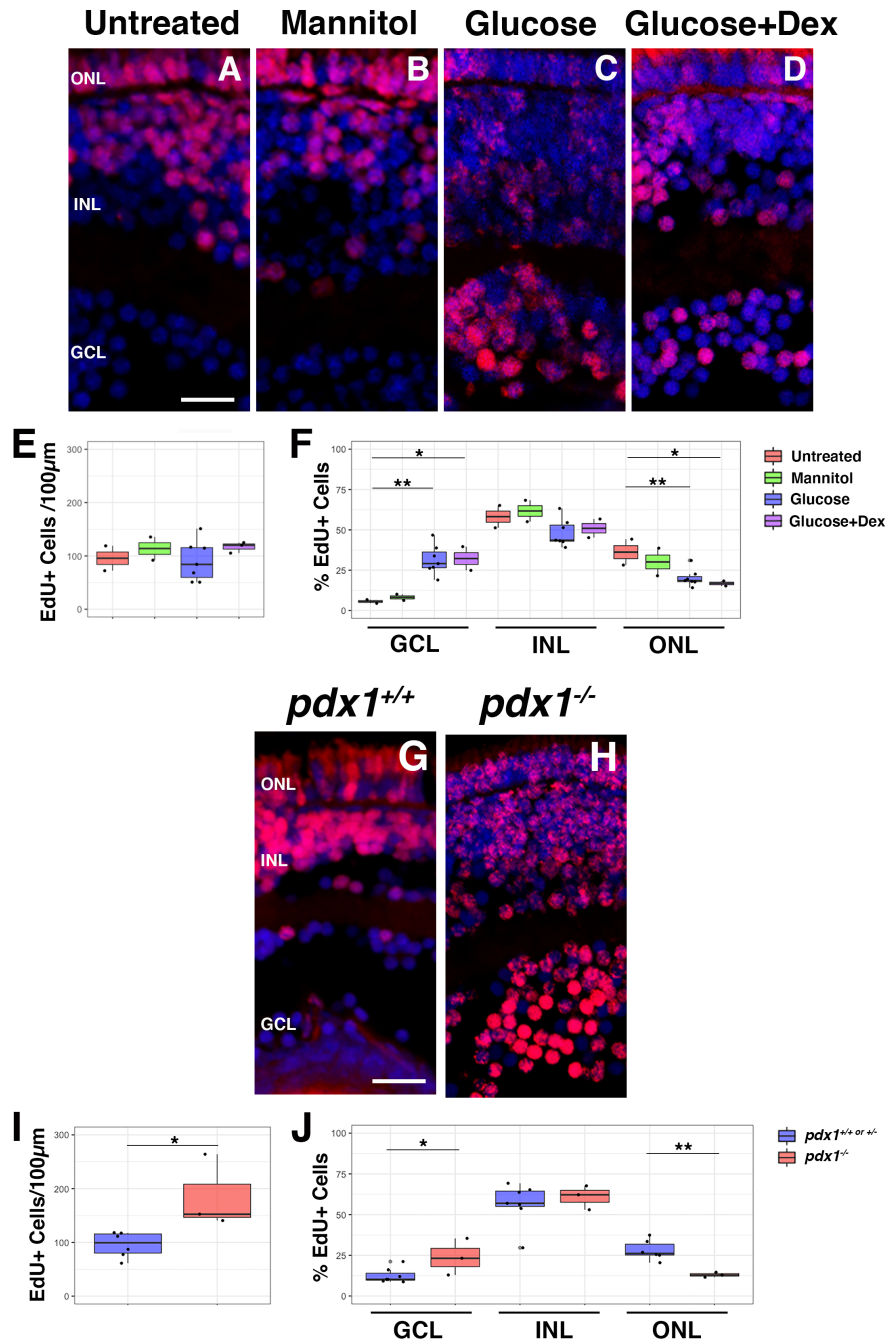 Untreated Mannitol Glucose Glucose+Dex
A B C D
ONL
INL
GCL
E F
EdU+ Cells /100µm
300
200
100
0
% EdU+ Cells
100
75
50
25
0
* *
** **
GCL INL ONL
Untreated
Mannitol
Glucose
Glucose+Dex
pdx1+/+ pdx1-/-
G H
ONL
INL
GCL
I J
EdU+ Cells/100µm
300
200
100
0
*
% EdU+ Cells
100
75
50
25
0
* **
GCL INL ONL
pdx1+/+ or +/-
pdx1-/-